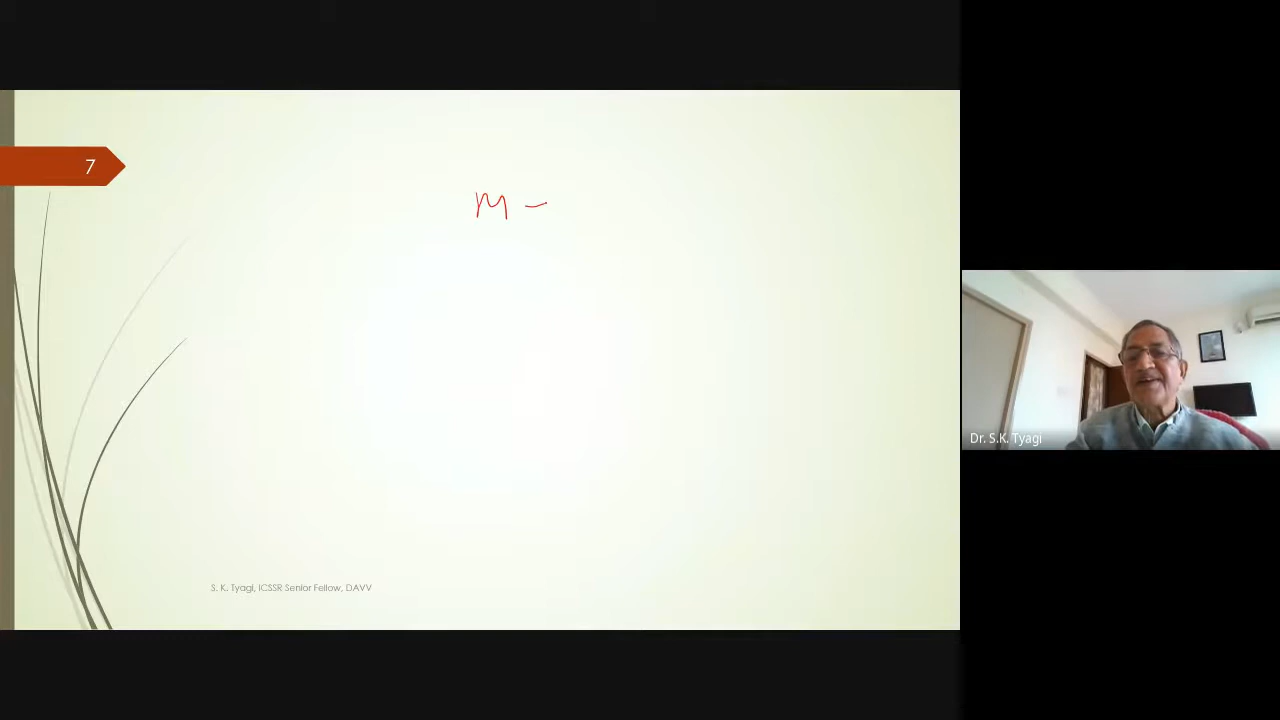 7
M –
Dr. S.K. Tyagi
S. K. Tyagi, ICSSR Senior Fellow, DAVV